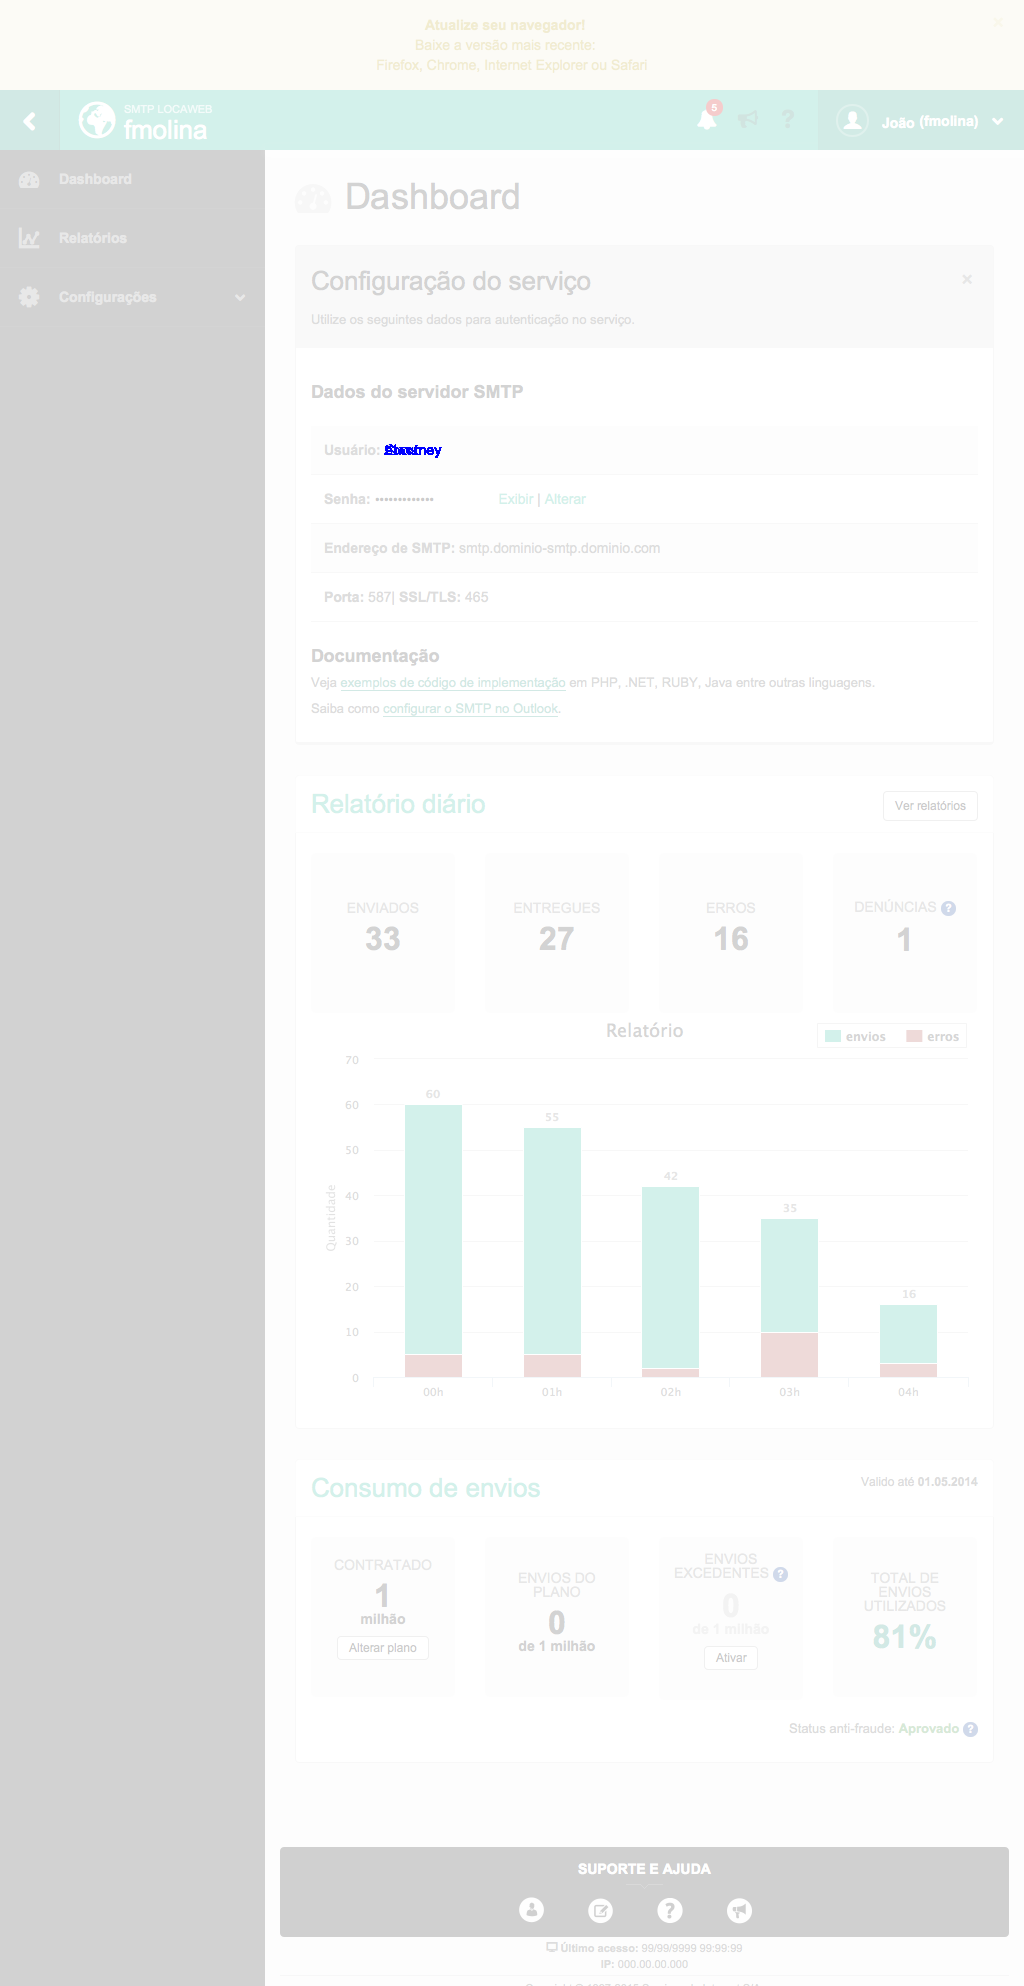 Atualize seu navegador!
Baixe a versão mais recente:
Firefox, Chrome, Internet Explorer ou Safari
×
SMTP LOCAWEB
fmolina
5
?
João (fmolina)
Dashboard
Relatórios
Configurações
Dashboard
Configuração do serviço
×
Utilize os seguintes dados para autenticação no serviço.
Dados do servidor SMTP
Usuário:
Senha: •••••••••••••
Exibir | Alterar
Endereço de SMTP: smtp.dominio-smtp.dominio.com
Porta: 587| SSL/TLS: 465
Documentação
Veja exemplos de código de implementação em PHP, .NET, RUBY, Java entre outras linguagens.
Saiba como configurar o SMTP no Outlook.
Relatório diário
Ver relatórios
ENVIADOS
33
ENTREGUES
27
ERROS
16
DENÚNCIAS ?
1
Relatório
envios
erros
70
60
50
40
30
20
10
0
Quantidade
60
55
42
35
16
00h
01h
02h
03h
04h
Consumo de envios
Valido até 01.05.2014
CONTRATADO
1
milhão
Alterar plano
ENVIOS DO
PLANO
0
de 1 milhão
ENVIOS
EXCEDENTES ?
0
de 1 milhão
Ativar
TOTAL DE
ENVIOS
UTILIZADOS
81%
Status anti-fraude: Aprovado ?
SUPORTE E AJUDA
?
Último acesso: 99/99/9999 99:99:99
IP: 000.00.00.000